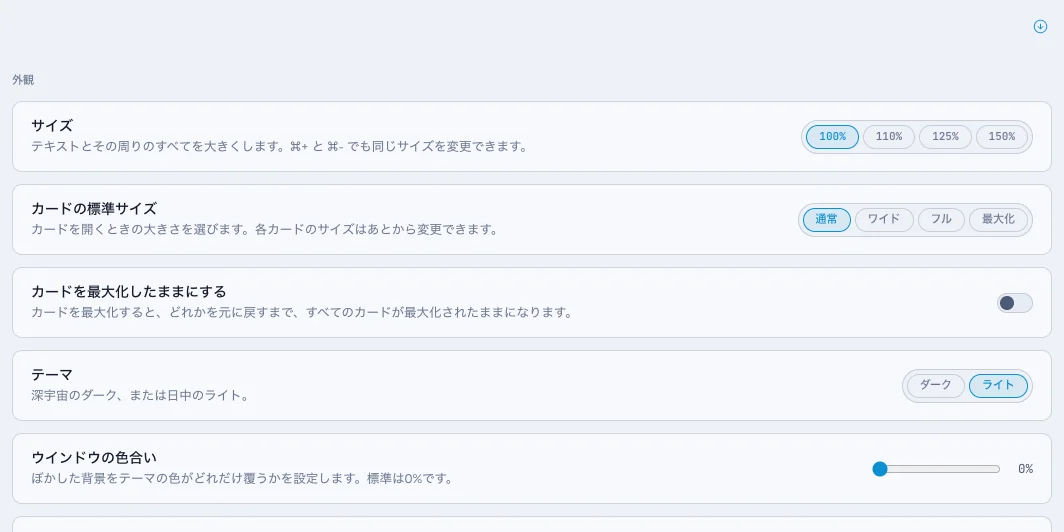 外観
サイズ
テキストとその周りのすべてを大きくします。⌘+ と ⌘- でも同じサイズを変更できます。
100% 110% 125% 150%
カードの標準サイズ
カードを開くときの大きさを選びます。各カードのサイズはあとから変更できます。
通常 ワイド フル 最大化
カードを最大化したままにする
カードを最大化すると、どれかを元に戻すまで、すべてのカードが最大化されたままになります。
テーマ
深宇宙のダーク、または日中のライト。
ダーク ライト
ウインドウの色合い
ぼかした背景をテーマの色がどれだけ覆うかを設定します。標準は0%です。
0%